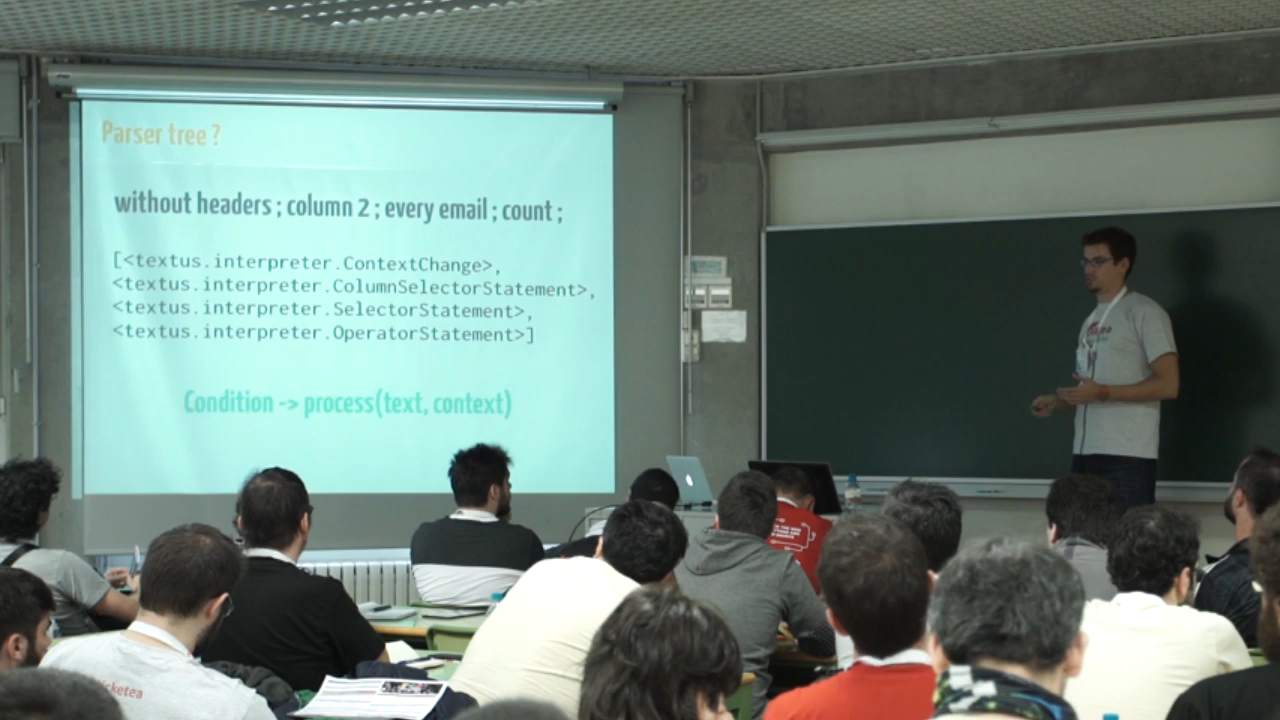 Parser tree ?
without headers ; column 2 ; every email ; count ;
[<textus.interpreter.ContextChange>,
<textus.interpreter.ColumnSelectorStatement>,
<textus.interpreter.SelectorStatement>,
<textus.interpreter.OperatorStatement>]
Condition -> process(text, context)